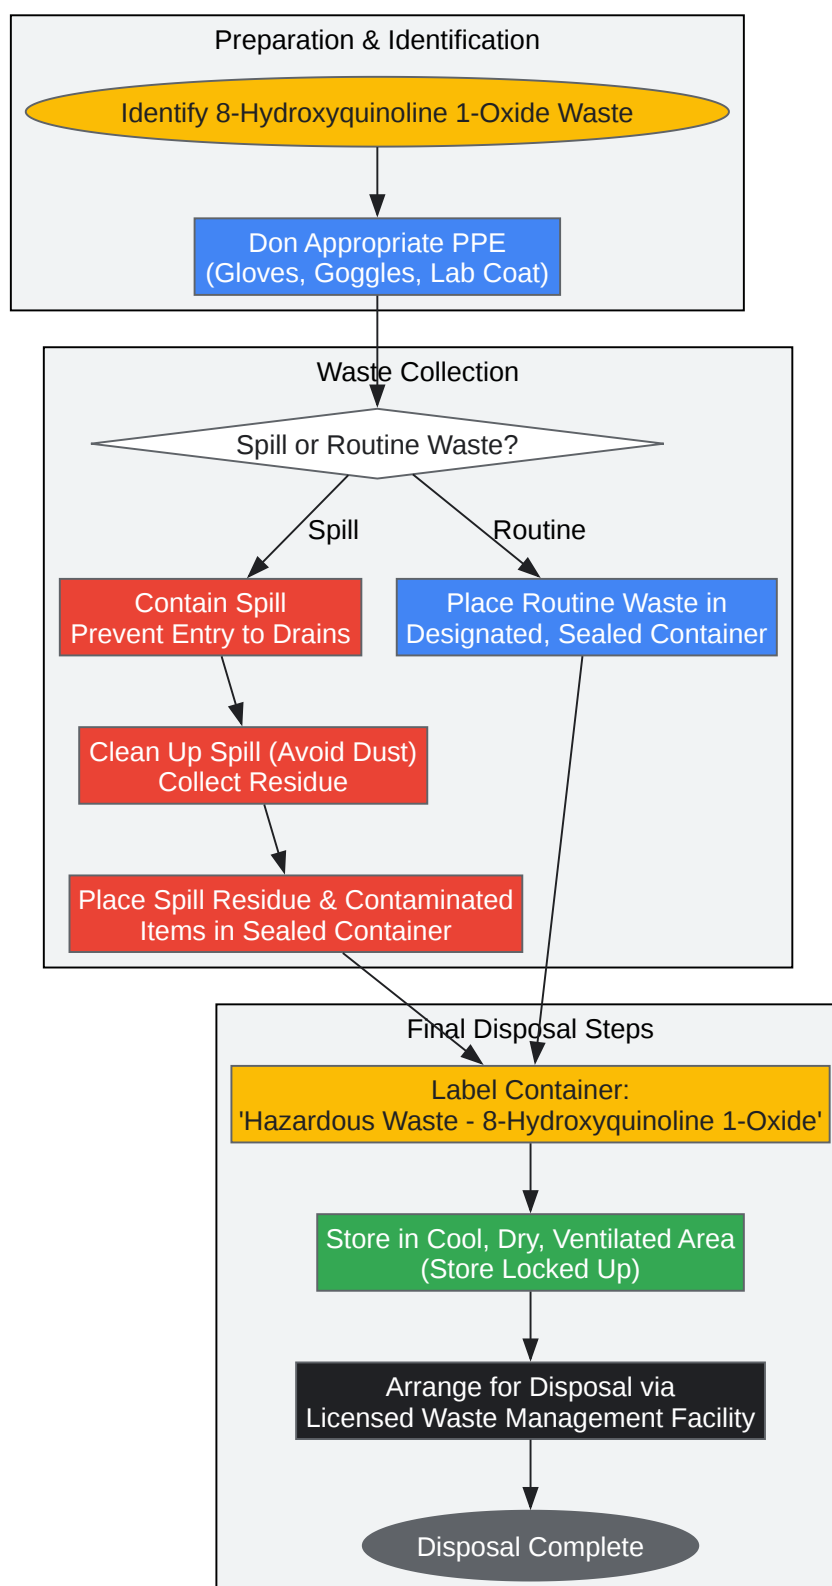 Preparation & Identification
Identify 8-Hydroxyquinoline 1-Oxide Waste
Don Appropriate PPE
(Gloves, Goggles, Lab Coat)
Waste Collection
Spill or Routine Waste?
Spill
Routine
Contain Spill
Prevent Entry to Drains
Place Routine Waste in
Designated, Sealed Container
Clean Up Spill (Avoid Dust)
Collect Residue
Place Spill Residue & Contaminated
Items in Sealed Container
Final Disposal Steps
Label Container:
'Hazardous Waste - 8-Hydroxyquinoline 1-Oxide'
Store in Cool, Dry, Ventilated Area
(Store Locked Up)
Arrange for Disposal via
Licensed Waste Management Facility
Disposal Complete